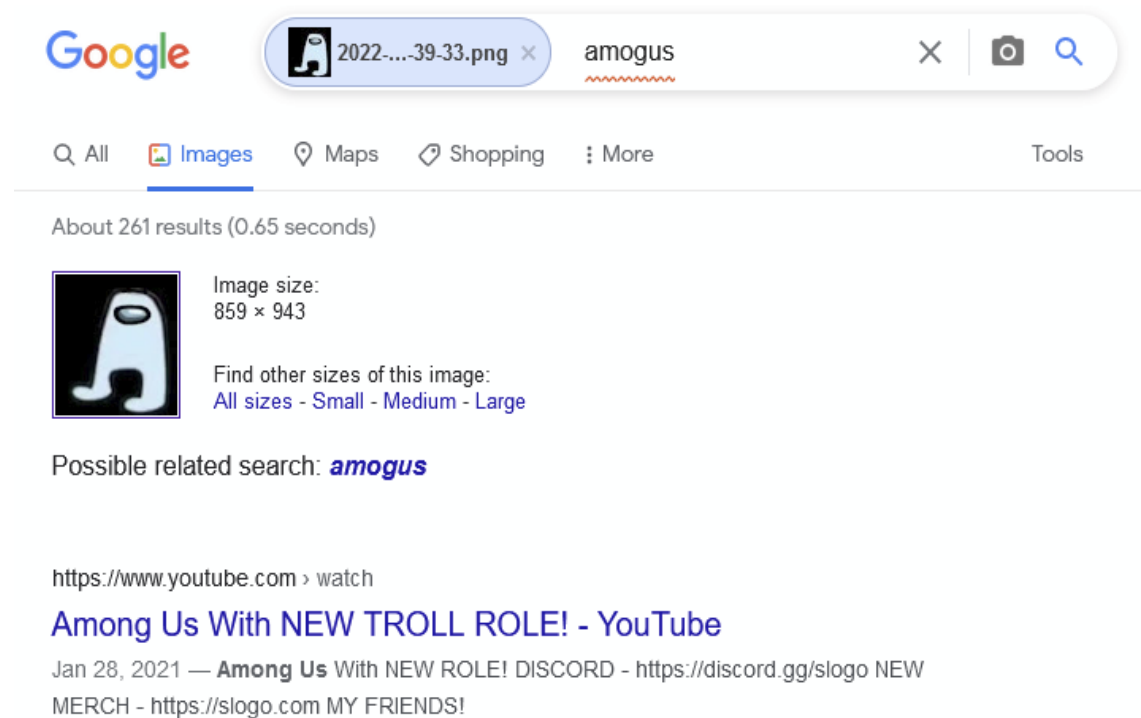 Google 2022-...-39-33.png × amogus
All Images Maps Shopping More Tools
About 261 results (0.65 seconds)
Image size:
859 × 943
Find other sizes of this image:
All sizes - Small - Medium - Large
Possible related search: amogus
https://www.youtube.com › watch
Among Us With NEW TROLL ROLE! - YouTube
Jan 28, 2021 — Among Us With NEW ROLE! DISCORD - https://discord.gg/slogo NEW
MERCH - https://slogo.com MY FRIENDS!